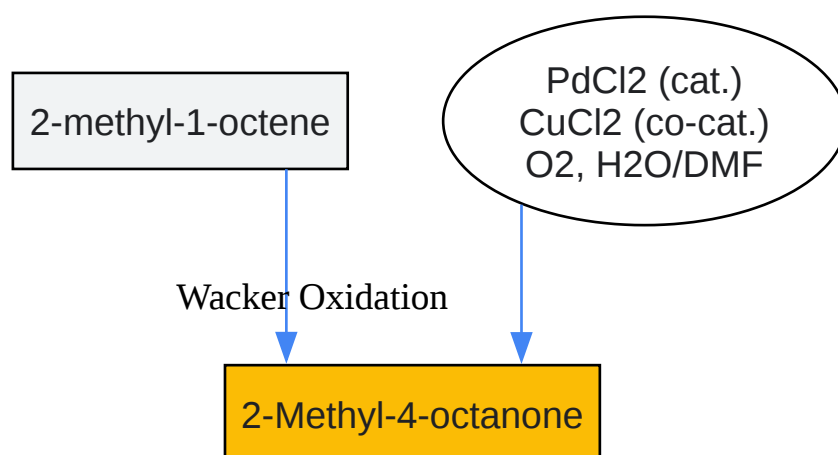 2-methyl-1-octene
PdCl2 (cat.)
CuCl2 (co-cat.)
O2, H2O/DMF
Wacker Oxidation
2-Methyl-4-octanone